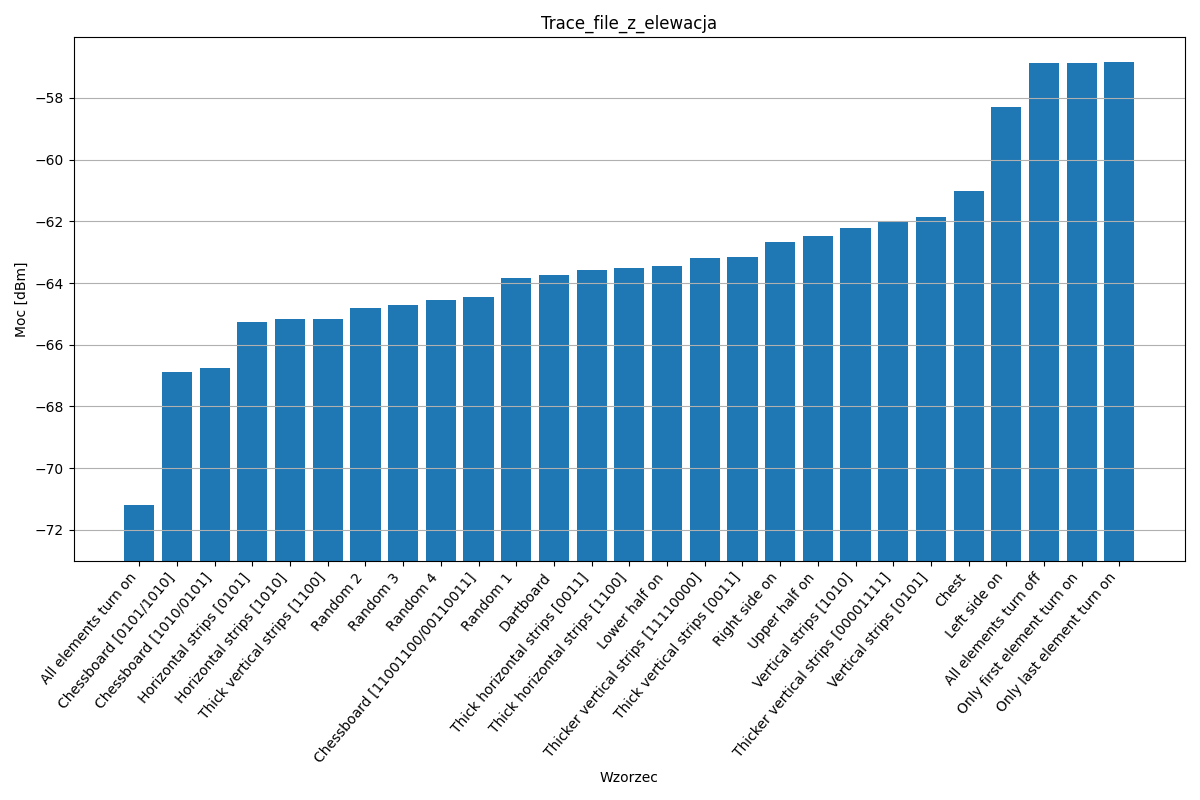 Trace_file_z_elewacja
Moc [dBm]
−58
−60
−62
−64
−66
−68
−70
−72
All elements turn on
Chessboard [0101/1010]
Chessboard [1010/0101]
Horizontal strips [0101]
Horizontal strips [1010]
Thick vertical strips [1100]
Random 2
Random 3
Random 4
Chessboard [11001100/00110011]
Random 1
Dartboard
Thick horizontal strips [0011]
Thick horizontal strips [1100]
Lower half on
Thicker vertical strips [11110000]
Thick vertical strips [0011]
Right side on
Upper half on
Vertical strips [1010]
Thicker vertical strips [00001111]
Vertical strips [0101]
Chest
Left side on
All elements turn off
Only first element turn on
Only last element turn on
Wzorzec